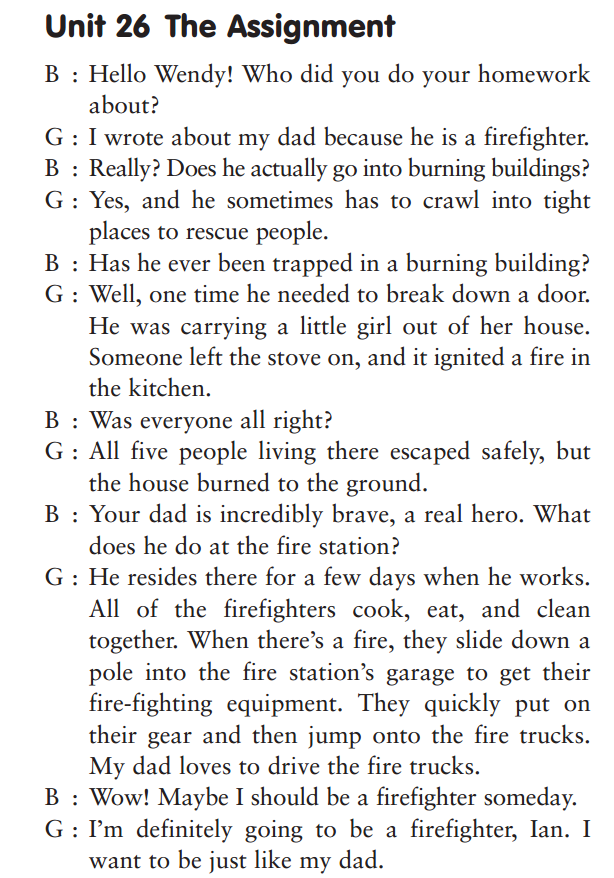 Unit 26 The Assignment
B : Hello Wendy! Who did you do your homework
about?
G : I wrote about my dad because he is a firefighter.
B : Really? Does he actually go into burning buildings?
G : Yes, and he sometimes has to crawl into tight
places to rescue people.
B : Has he ever been trapped in a burning building?
G : Well, one time he needed to break down a door.
He was carrying a little girl out of her house.
Someone left the stove on, and it ignited a fire in
the kitchen.
B : Was everyone all right?
G : All five people living there escaped safely, but
the house burned to the ground.
B : Your dad is incredibly brave, a real hero. What
does he do at the fire station?
G : He resides there for a few days when he works.
All of the firefighters cook, eat, and clean
together. When there’s a fire, they slide down a
pole into the fire station’s garage to get their
fire-fighting equipment. They quickly put on
their gear and then jump onto the fire trucks.
My dad loves to drive the fire trucks.
B : Wow! Maybe I should be a firefighter someday.
G : I’m definitely going to be a firefighter, Ian. I
want to be just like my dad.